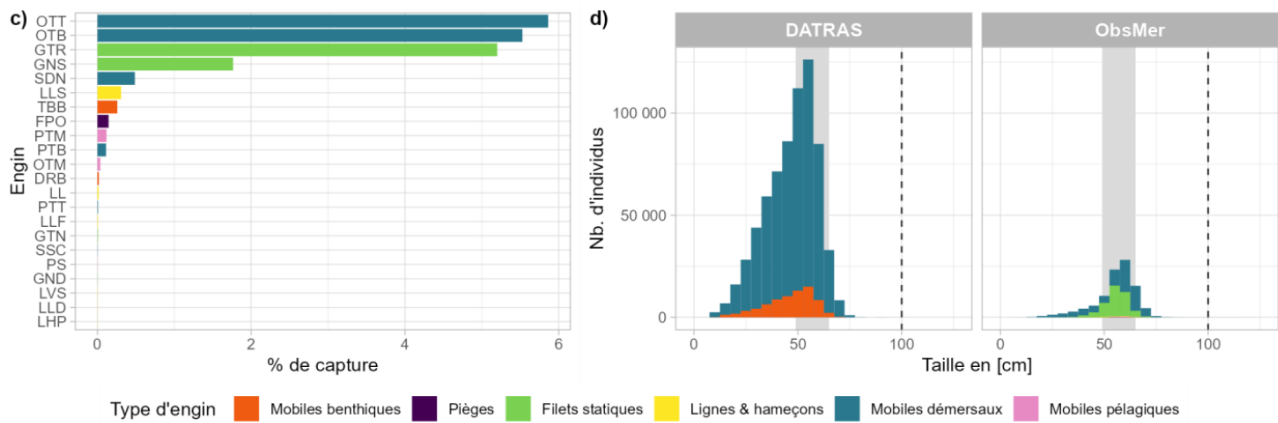 c)
OTT
OTB
GTR
GNS
SDN
LLS
TBB
FPO
PTM
PTB
OTM
DRB
LL
PTT
LLF
GTN
SSC
PS
GND
LVS
LLD
LHP
Engin
0 2 4 6
% de capture
d)
DATRAS ObsMer
100 000
50 000
0
Nb. d'individus
0 50 100 0 50 100
Taille en [cm]
Type d'engin Mobiles benthiques Pièges Filets statiques Lignes & hameçons Mobiles démersaux Mobiles pélagiques